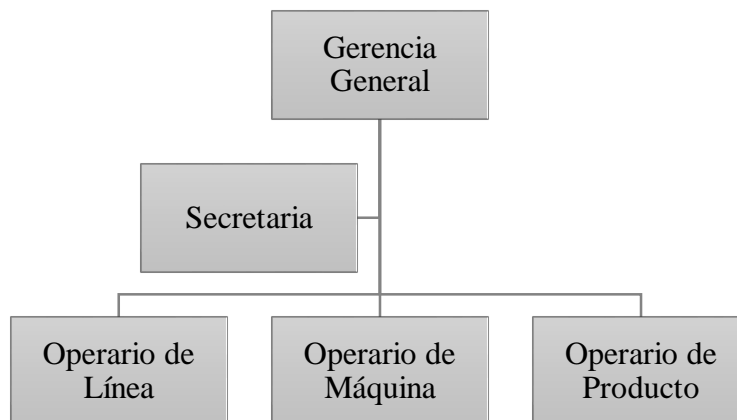 Gerencia
General
Secretaria
Operario de
Línea
Operario de
Máquina
Operario de
Producto